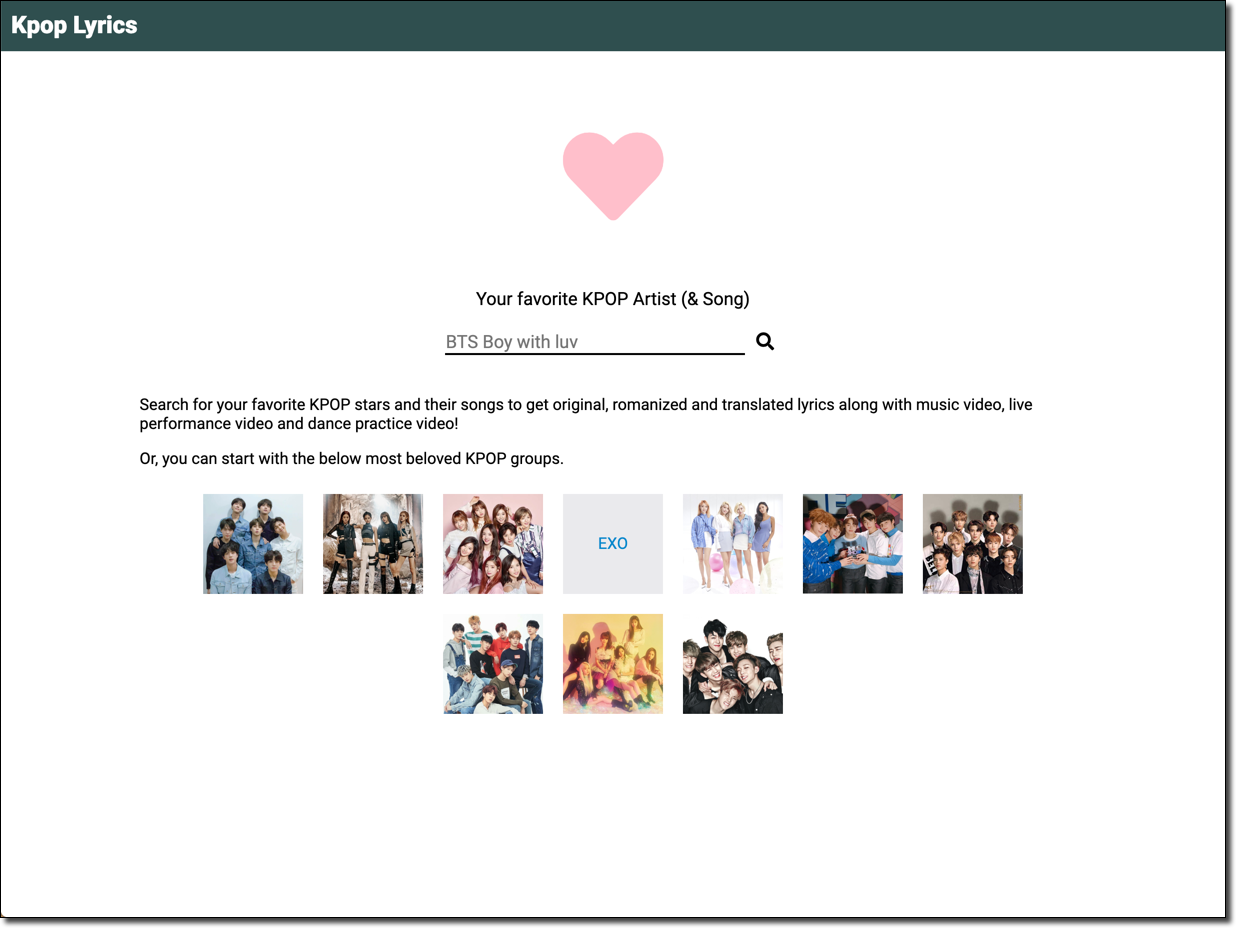 Kpop Lyrics
Your favorite KPOP Artist (& Song)
BTS Boy with luv
Search for your favorite KPOP stars and their songs to get original, romanized and translated lyrics along with music video, live
performance video and dance practice video!
Or, you can start with the below most beloved KPOP groups.
EXO